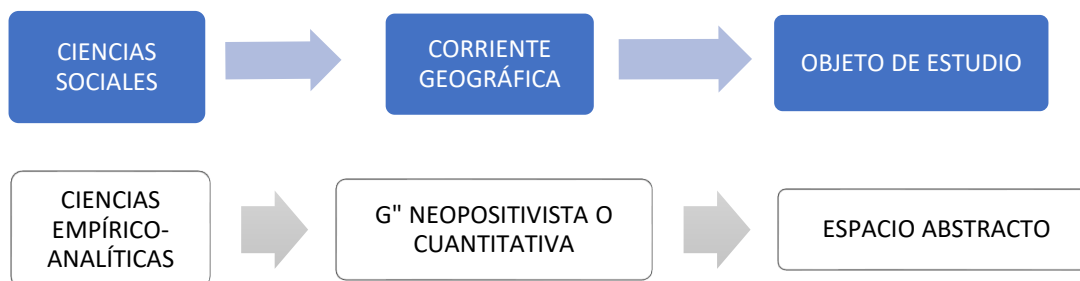 CIENCIAS
SOCIALES
CORRIENTE
GEOGRÁFICA
OBJETO DE ESTUDIO
CIENCIAS
EMPÍRICO-
ANALÍTICAS
G" NEOPOSITIVISTA O
CUANTITATIVA
ESPACIO ABSTRACTO